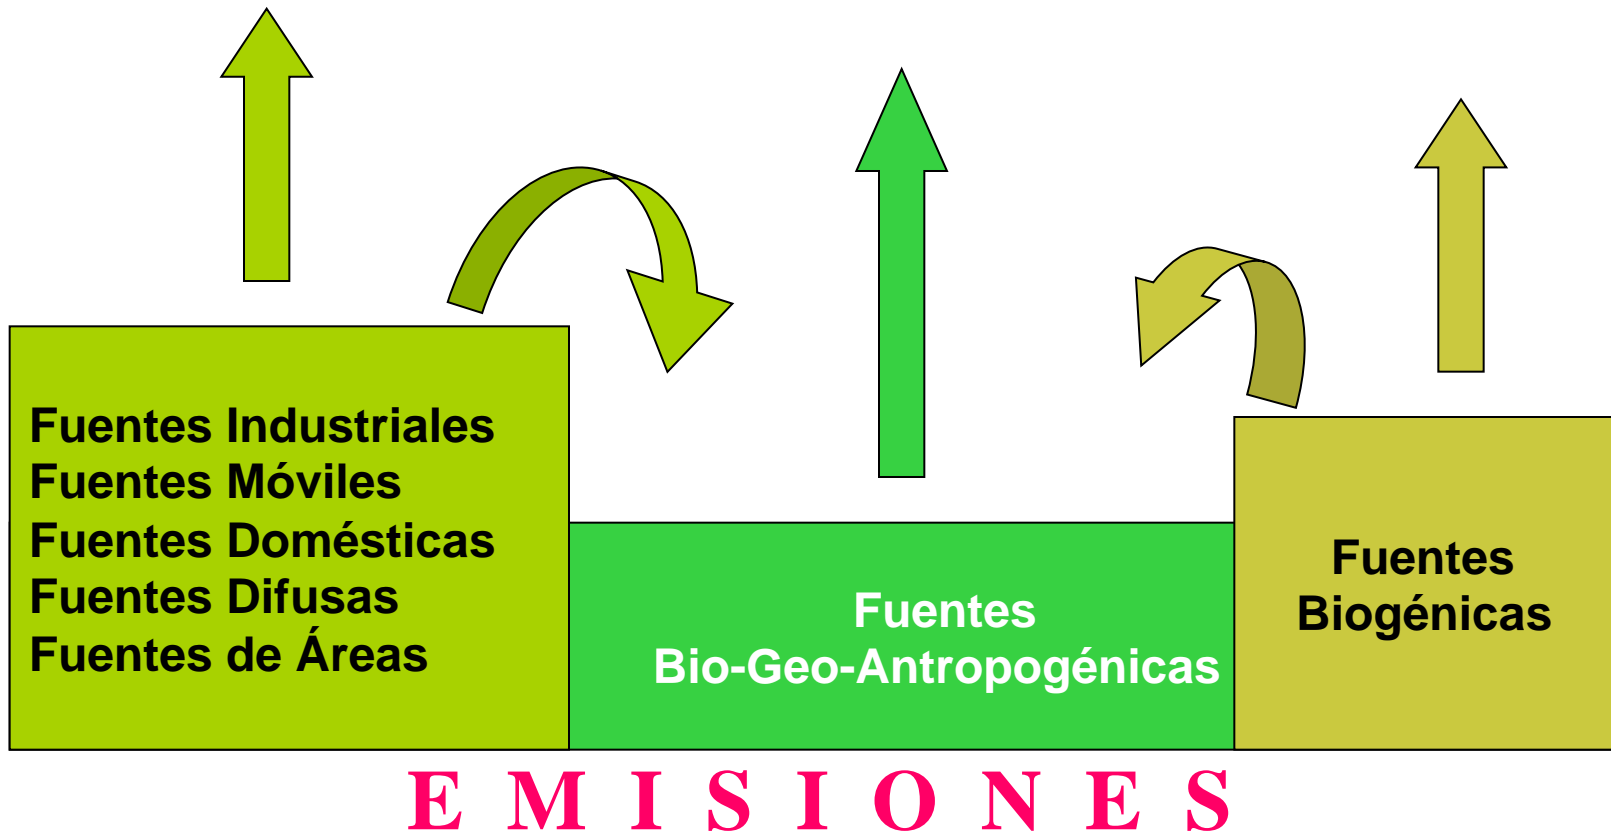 Fuentes Industriales
Fuentes Móviles
Fuentes Domésticas
Fuentes Difusas
Fuentes de Áreas
Fuentes
Bio-Geo-Antropogénicas
Fuentes
Biogénicas
E M I S I O N E S